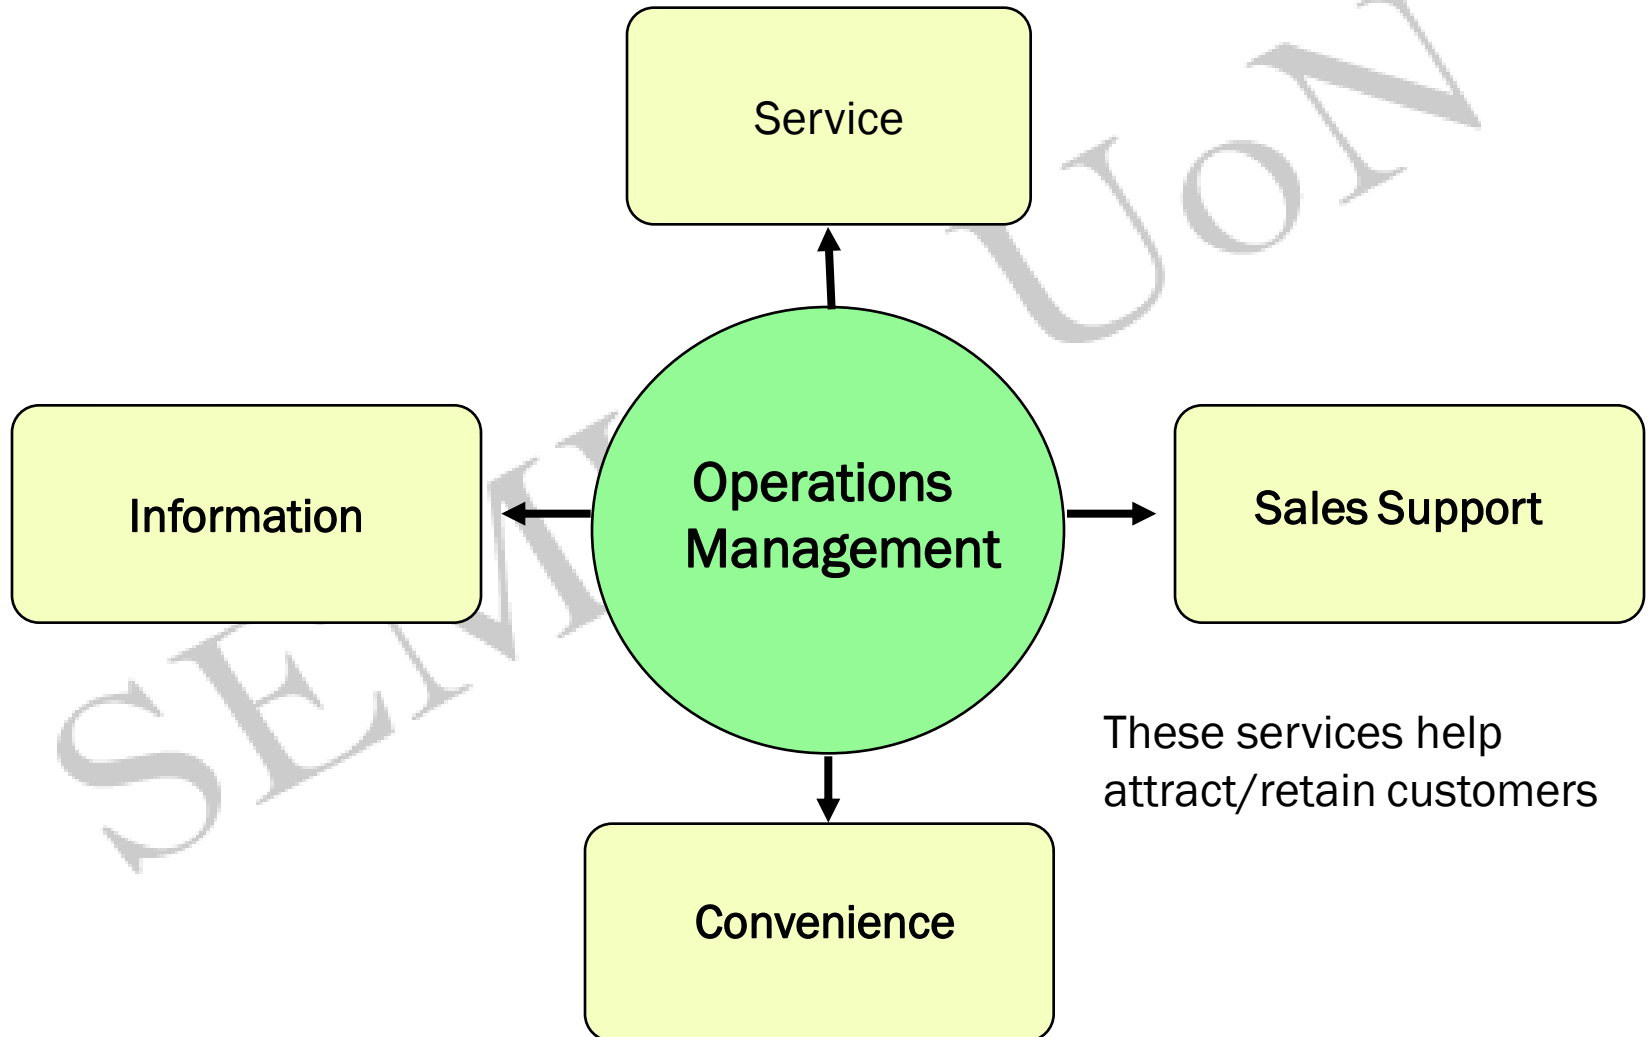 Service
Information
Operations
Management
Sales Support
These services help
attract/retain customers
Convenience
SEMI
UoN